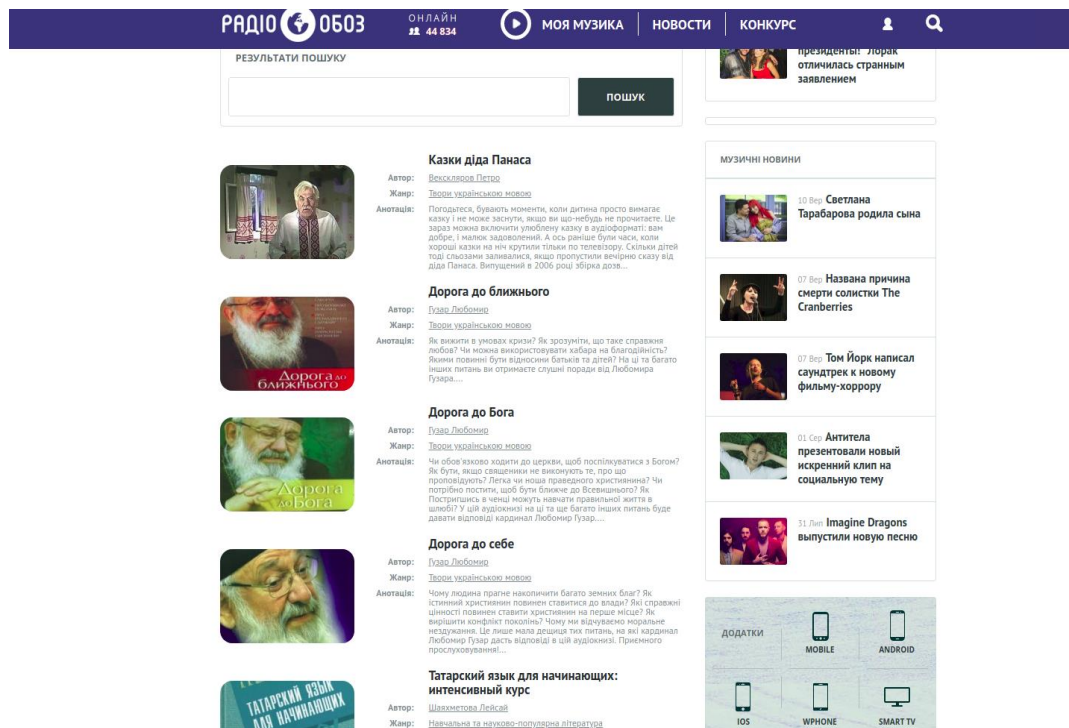 РАДІО ОБОЗ
ОНЛАЙН
44 834
МОЯ МУЗИКА
НОВОСТИ
КОНКУРС
РЕЗУЛЬТАТИ ПОШУКУ
ПОШУК
Казки діда Панаса
Автор: Вескляров Петро
Жанр: Твори українською мовою
Анотація: Погодьтеся, бувають моменти, коли дитина просто вимагає
казку і не може заснути, якщо ви що-небудь не прочитаєте. Це
зараз можна включити улюблену казку в аудіоформаті: вам
добре, і малюк задоволений. А ось раніше були часи, коли
хороші казки на ніч крутили тільки по телевізору. Скільки дітей
тоді сльозами заливалися, якщо пропустили вечірню сказу від
діда Панаса. Випущений в 2006 році збірка дозв...
Дорога до ближнього
Дорога до
ближнього
Автор: Гузар Любомир
Жанр: Твори українською мовою
Анотація: Як вижити в умовах кризи? Як зрозуміти, що таке справжня
любов? Чи можна використовувати хабара на благодійність?
Якими повинні бути відносини батьків та дітей? На ці та багато
інших питань ви отримаєте слушні поради від Любомира
Гузара....
Дорога до Бога
Дорога
до Бога
Автор: Гузар Любомир
Жанр: Твори українською мовою
Анотація: Чи обов'язково ходити до церкви, щоб поспілкуватися з Богом?
Як бути, якщо священики не виконують те, про що
проповідують? Легка чи ноша праведного християнина? Чи
потрібно постити, щоб бути ближче до Всевишнього? Як
Постригшись в ченці можуть навчати правильної життя в
шлюбі? У цій аудіокнизі на ці та ще багато інших питань буде
давати відповіді кардинал Любомир Гузар....
Дорога до себе
Автор: Гузар Любомир
Жанр: Твори українською мовою
Анотація: Чому людина прагне накопичити багато земних благ? Як
істинний християнин повинен ставитися до влади? Які справжні
цінності повинен ставити християнин на перше місце? Як
вирішити конфлікт поколінь? Чому ми відчуваємо моральне
нездужання. Це лише мала дещиця тих питань, на які кардинал
Любомир Гузар дасть відповіді в цій аудіокнизі. Приємного
прослуховування!...
Татарский язык для начинающих:
интенсивный курс
ТАТАРСКИЙ ЯЗЫК
ДЛЯ НАЧИНАЮЩИХ
Автор: Шаяхметова Лейсай
Жанр: Навчальна та науково-популярна література
президенты!" Лорак
отличилась странным
заявлением
МУЗИЧНІ НОВИНИ
10 Вер Светлана
Тарабарова родила сына
07 Вер Названа причина
смерти солистки The
Cranberries
07 Вер Том Йорк написал
саундтрек к новому
фильму-хоррору
01 Сер Антитела
презентовали новый
искренний клип на
социальную тему
31 Лип Imagine Dragons
выпустили новую песню
ДОДАТКИ
MOBILE
ANDROID
IOS
WPHONE
SMART TV